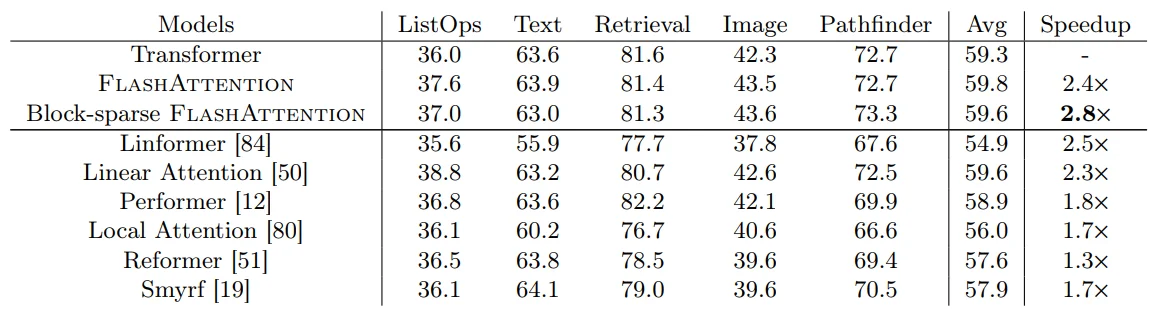 Models ListOps Text Retrieval Image Pathfinder Avg Speedup
Transformer 36.0 63.6 81.6 42.3 72.7 59.3 -
FLASHATTENTION 37.6 63.9 81.4 43.5 72.7 59.8 2.4×
Block-sparse FLASHATTENTION 37.0 63.0 81.3 43.6 73.3 59.6 2.8×
Linformer [84] 35.6 55.9 77.7 37.8 67.6 54.9 2.5×
Linear Attention [50] 38.8 63.2 80.7 42.6 72.5 59.6 2.3×
Performer [12] 36.8 63.6 82.2 42.1 69.9 58.9 1.8×
Local Attention [80] 36.1 60.2 76.7 40.6 66.6 56.0 1.7×
Reformer [51] 36.5 63.8 78.5 39.6 69.4 57.6 1.3×
Smyrf [19] 36.1 64.1 79.0 39.6 70.5 57.9 1.7×